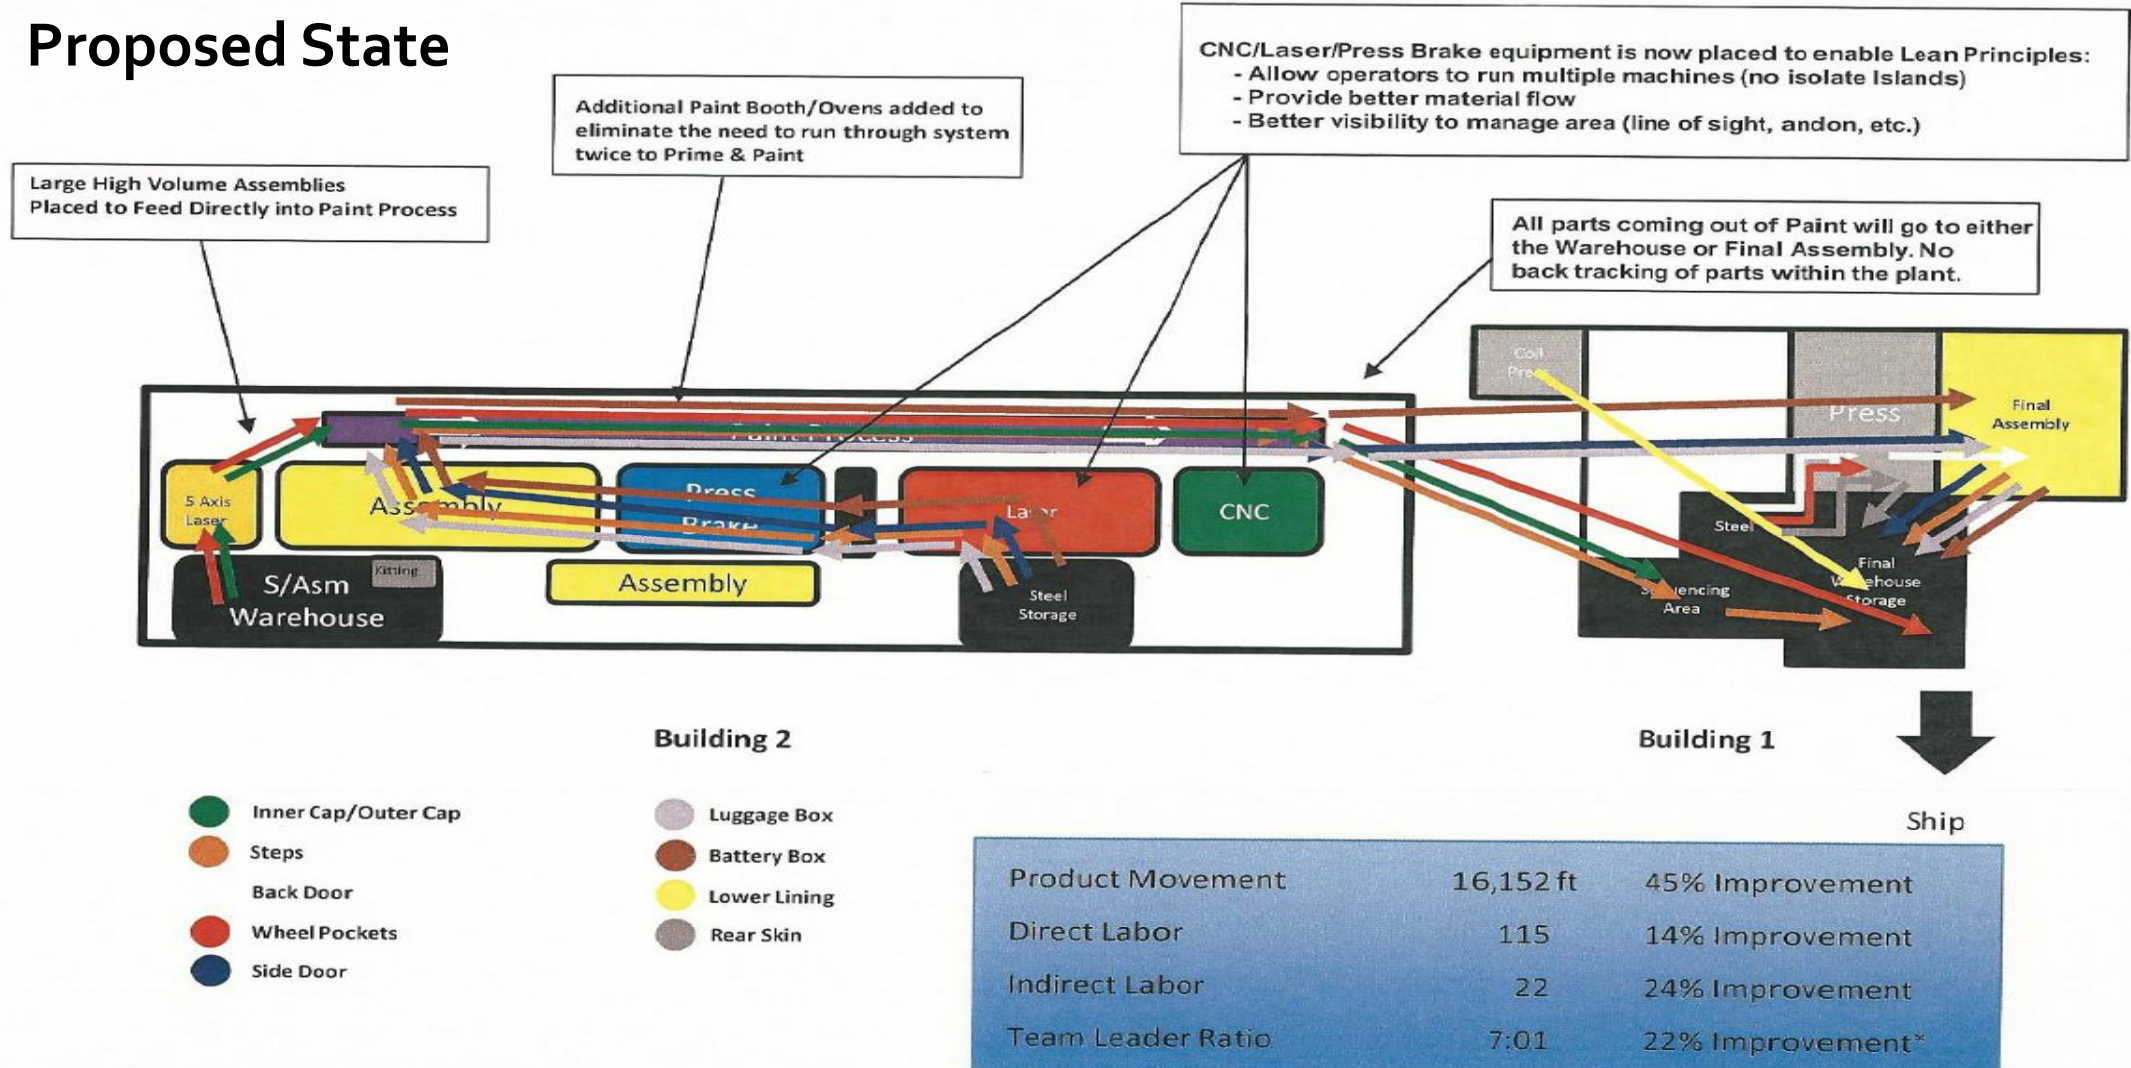 Proposed State
CNC/Laser/Press Brake equipment is now placed to enable Lean Principles:
- Allow operators to run multiple machines (no isolate Islands)
- Provide better material flow
- Better visibility to manage area (line of sight, andon, etc.)
Additional Paint Booth/Ovens added to
eliminate the need to run through system
twice to Prime & Paint
Large High Volume Assemblies
Placed to Feed Directly into Paint Process
All parts coming out of Paint will go to either
the Warehouse or Final Assembly. No
back tracking of parts within the plant.
Coil
Press
Final
Assembly
Paint Process
5 Axis
Laser
Assembly
Press
Brake
Laser
CNC
Steel
Final
Warehouse
Storage
Sequencing
Area
Kitting
S/Asm
Warehouse
Assembly
Steel
Storage
Building 2
Building 1
Ship
Inner Cap/Outer Cap
Steps
Back Door
Wheel Pockets
Side Door
Luggage Box
Battery Box
Lower Lining
Rear Skin
Product Movement 16,152 ft 45% Improvement
Direct Labor 115 14% Improvement
Indirect Labor 22 24% Improvement
Team Leader Ratio 7:01 22% Improvement*